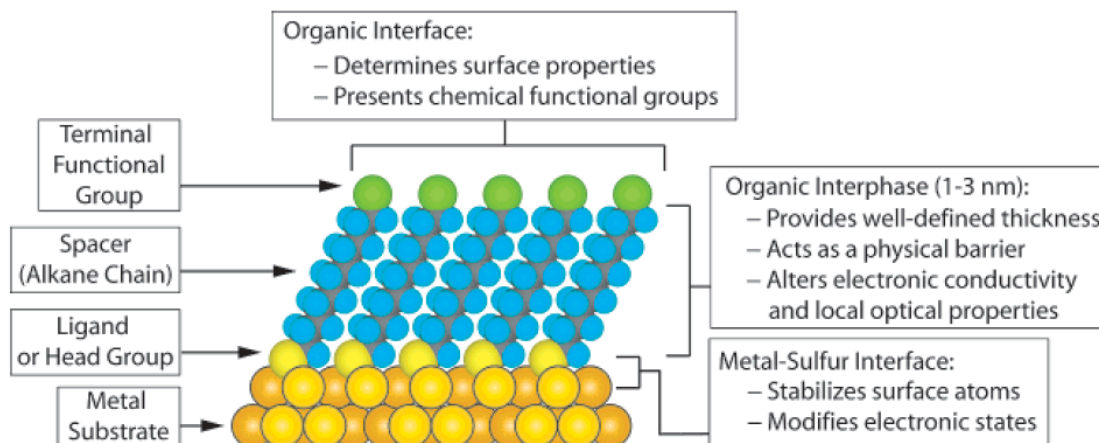 Organic Interface:
– Determines surface properties
– Presents chemical functional groups
Terminal
Functional
Group
Spacer
(Alkane Chain)
Ligand
or Head Group
Metal
Substrate
Organic Interphase (1-3 nm):
– Provides well-defined thickness
– Acts as a physical barrier
– Alters electronic conductivity
and local optical properties
Metal-Sulfur Interface:
– Stabilizes surface atoms
– Modifies electronic states